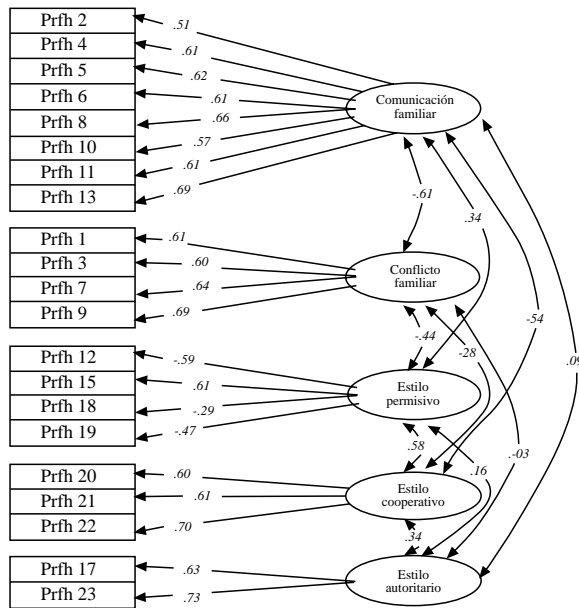 Prfh 2
Prfh 4
Prfh 5
Prfh 6
Prfh 8
Prfh 10
Prfh 11
Prfh 13
.51
.61
.62
.61
.66
.57
.61
.69
Comunicación
familiar
-.61
.34
-.54
.09
Prfh 1
Prfh 3
Prfh 7
Prfh 9
.61
.60
.64
.69
Conflicto
familiar
-.44
-.28
-.03
Prfh 12
Prfh 15
Prfh 18
Prfh 19
-.59
.61
-.29
-.47
Estilo
permisivo
.58
.16
Prfh 20
Prfh 21
Prfh 22
.60
.61
.70
Estilo
cooperativo
.34
Prfh 17
Prfh 23
.63
.73
Estilo
autoritario